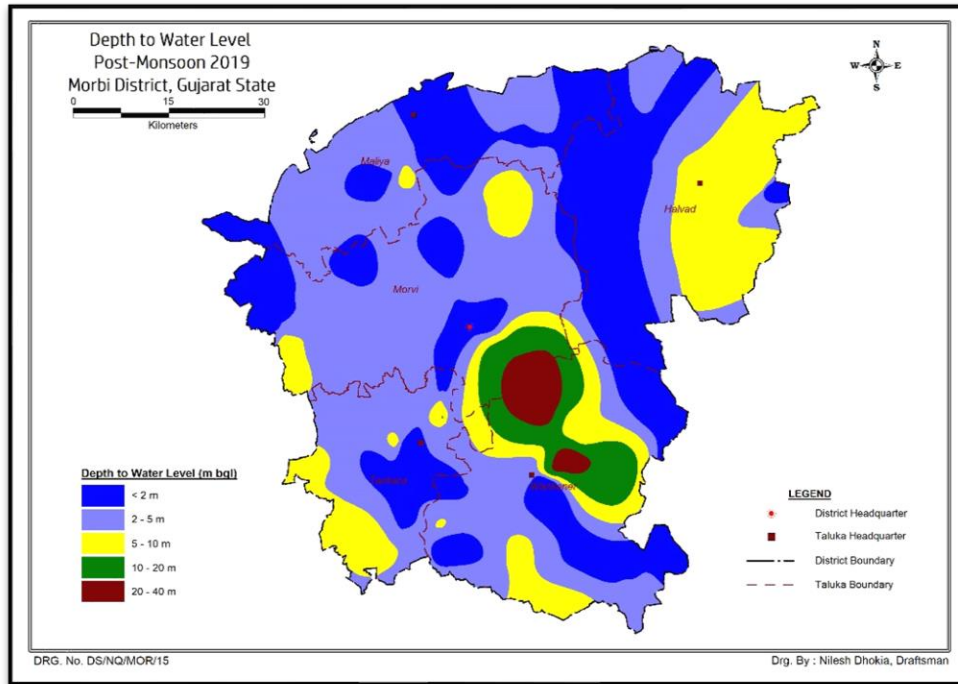 Depth to Water Level
Post-Monsoon 2019
Morbi District, Gujarat State
0 15 30
Kilometers
N
W E
S
Maliya
Halvad
Morvi
Depth to Water Level (m bgl)
< 2 m
2 - 5 m
5 - 10 m
10 - 20 m
20 - 40 m
LEGEND
District Headquarter
Taluka Headquarter
District Boundary
Taluka Boundary
DRG. No. DS/NQ/MOR/15
Drg. By : Nilesh Dhokia, Draftsman